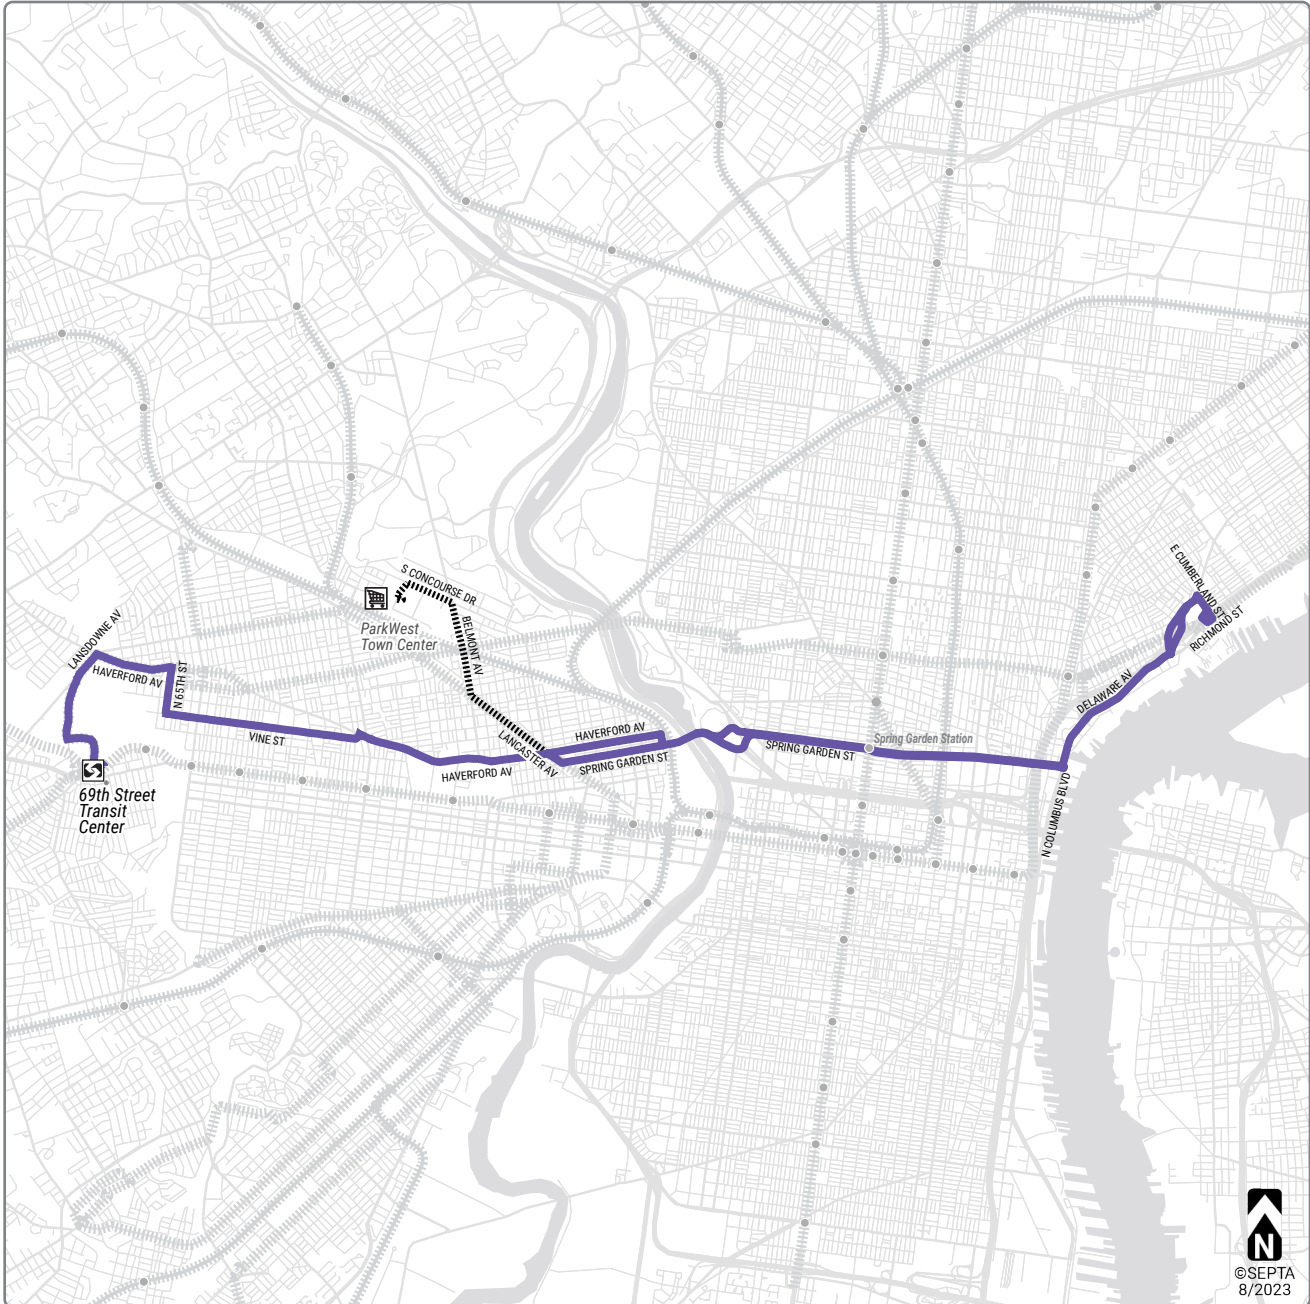 E CUMBERLAND ST
S CONCOURSE DR
RICHMOND ST
LANSDOWNE AV
ParkWest
Town Center
BELMONT AV
HAVERFORD AV
N 65TH ST
DELAWARE AV
VINE ST
LANCASTER AV
HAVERFORD AV
SPRING GARDEN ST
SPRING GARDEN ST
Spring Garden Station
HAVERFORD AV
69th Street
Transit
Center
N COLUMBUS BLVD
N
©SEPTA
8/2023